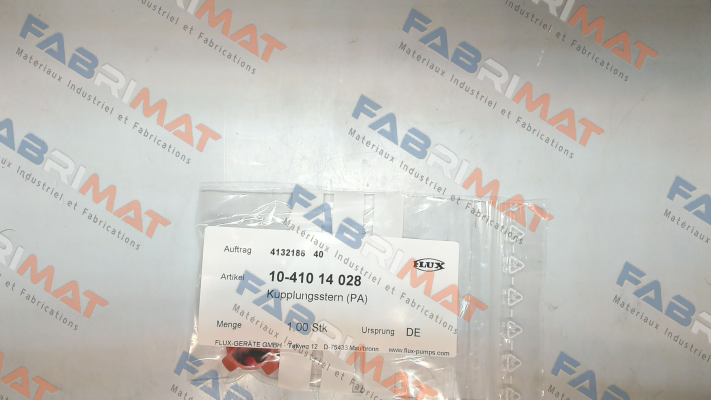 FABRIMAT
Matériaux Industriel et Fabrications
FLUX
Auftrag 4132186 40
Artikel 10-410 14 028
Kupplungsstern (PA)
Menge 1,00 Stk Ursprung DE
FLUX-GERÄTE GMBH Talweg 12 D-75433 Maulbronn www.flux-pumps.com